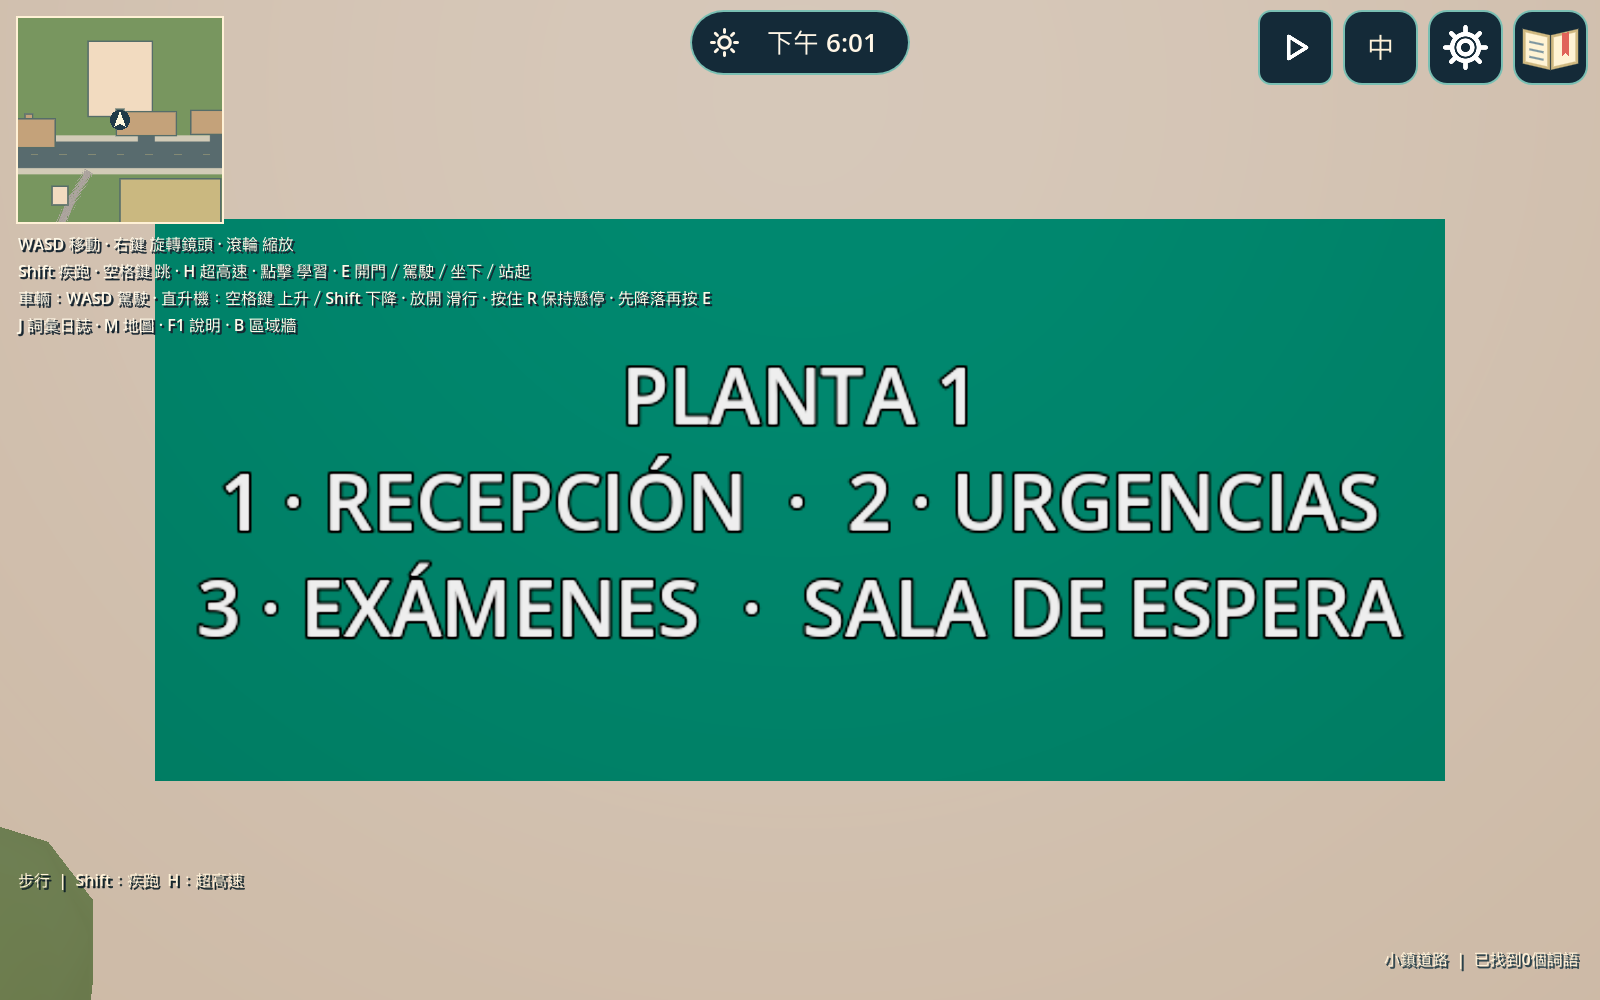 下午 6:01
中
WASD 移動 · 右鍵 旋轉鏡頭 · 滾輪 縮放
Shift 疾跑 · 空格鍵 跳 · H 超高速 · 點擊 學習 · E 開門 / 駕駛 / 坐下 / 站起
車輛：WASD 駕駛 · 直升機：空格鍵 上升 / Shift 下降 · 放開 滑行 · 按住 R 保持懸停 · 先降落再按 E
J 詞彙日誌 · M 地圖 · F1 說明 · B 區域牆
PLANTA 1
1 · RECEPCIÓN · 2 · URGENCIAS
3 · EXÁMENES · SALA DE ESPERA
步行 | Shift：疾跑 H：超高速
小鎮道路 | 已找到0個詞語